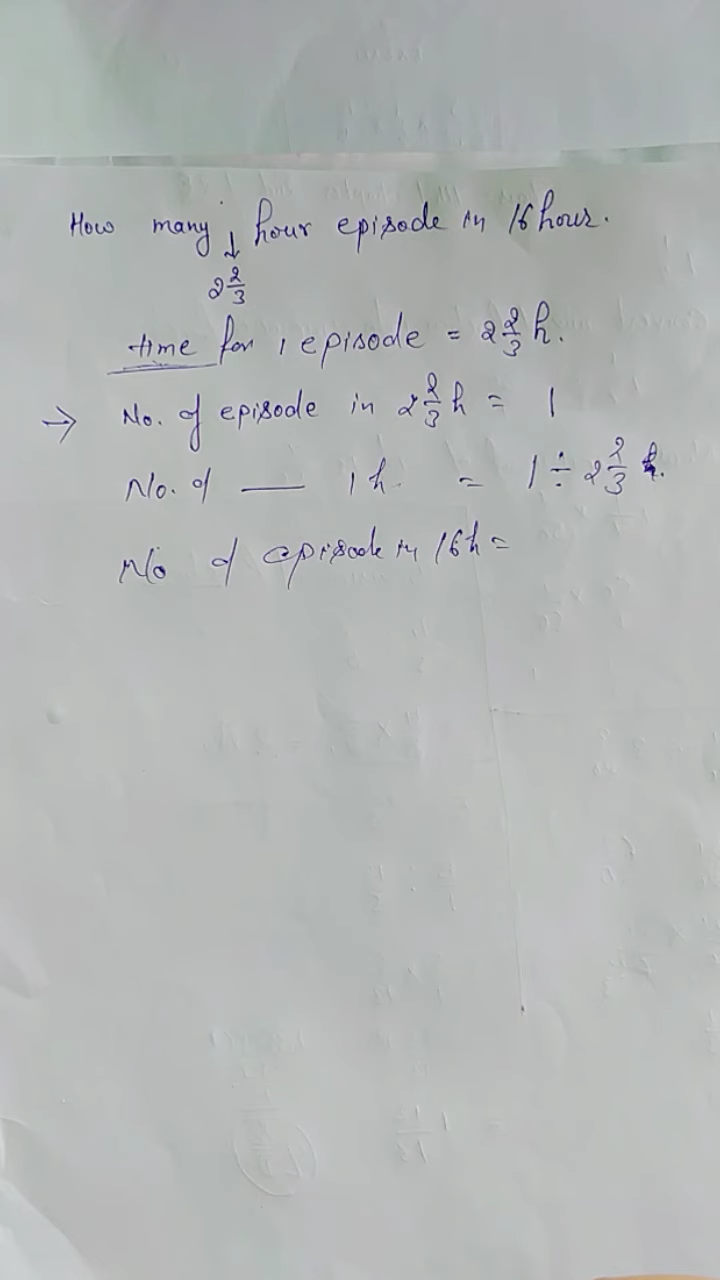 How many hour episode in 16 hour.
↓
2 2/3
time for 1 episode = 2 2/3 h.
→ No. of episode in 2 2/3 h = 1
No. of — 1 h. = 1 ÷ 2 2/3
No of episode in 16h =